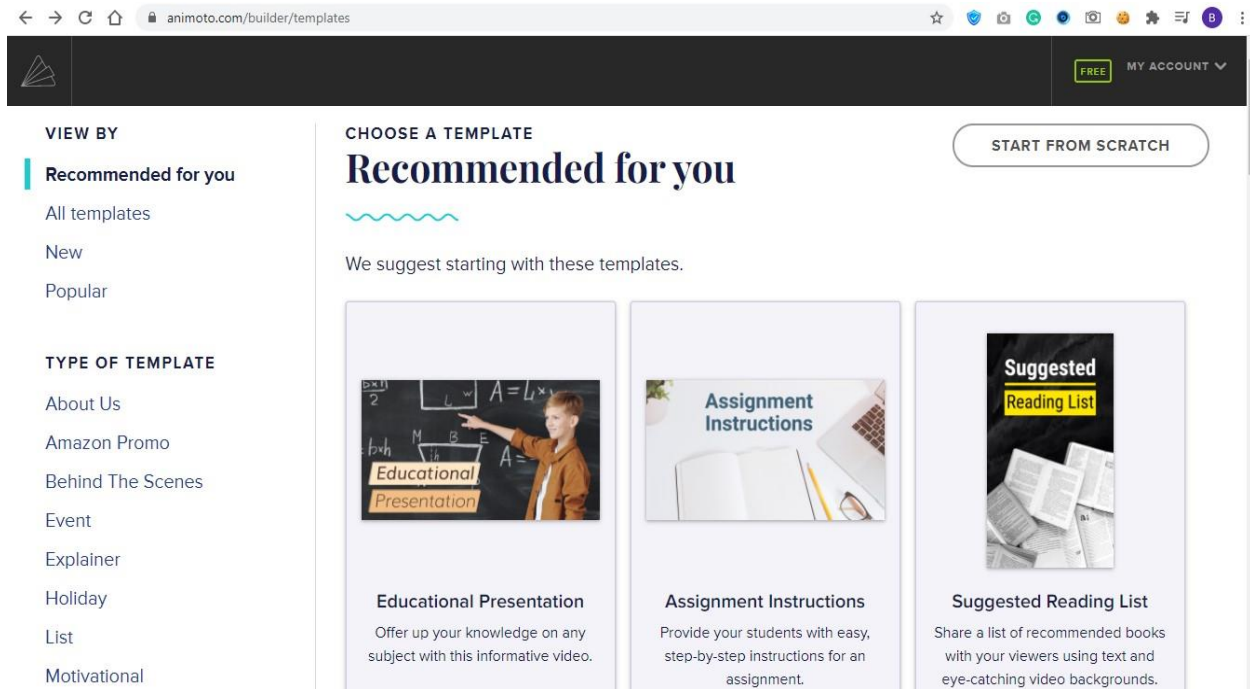 animoto.com/builder/templates
B
FREE
MY ACCOUNT
VIEW BY
Recommended for you
All templates
New
Popular
TYPE OF TEMPLATE
About Us
Amazon Promo
Behind The Scenes
Event
Explainer
Holiday
List
Motivational
CHOOSE A TEMPLATE
Recommended for you
START FROM SCRATCH
We suggest starting with these templates.
bxh
2
L
w
A=L×
M
B
E
bxh
ih
A=
Educational
Presentation
Educational Presentation
Offer up your knowledge on any
subject with this informative video.
Assignment
Instructions
Assignment Instructions
Provide your students with easy,
step-by-step instructions for an
assignment.
Suggested
Reading List
Suggested Reading List
Share a list of recommended books
with your viewers using text and
eye-catching video backgrounds.